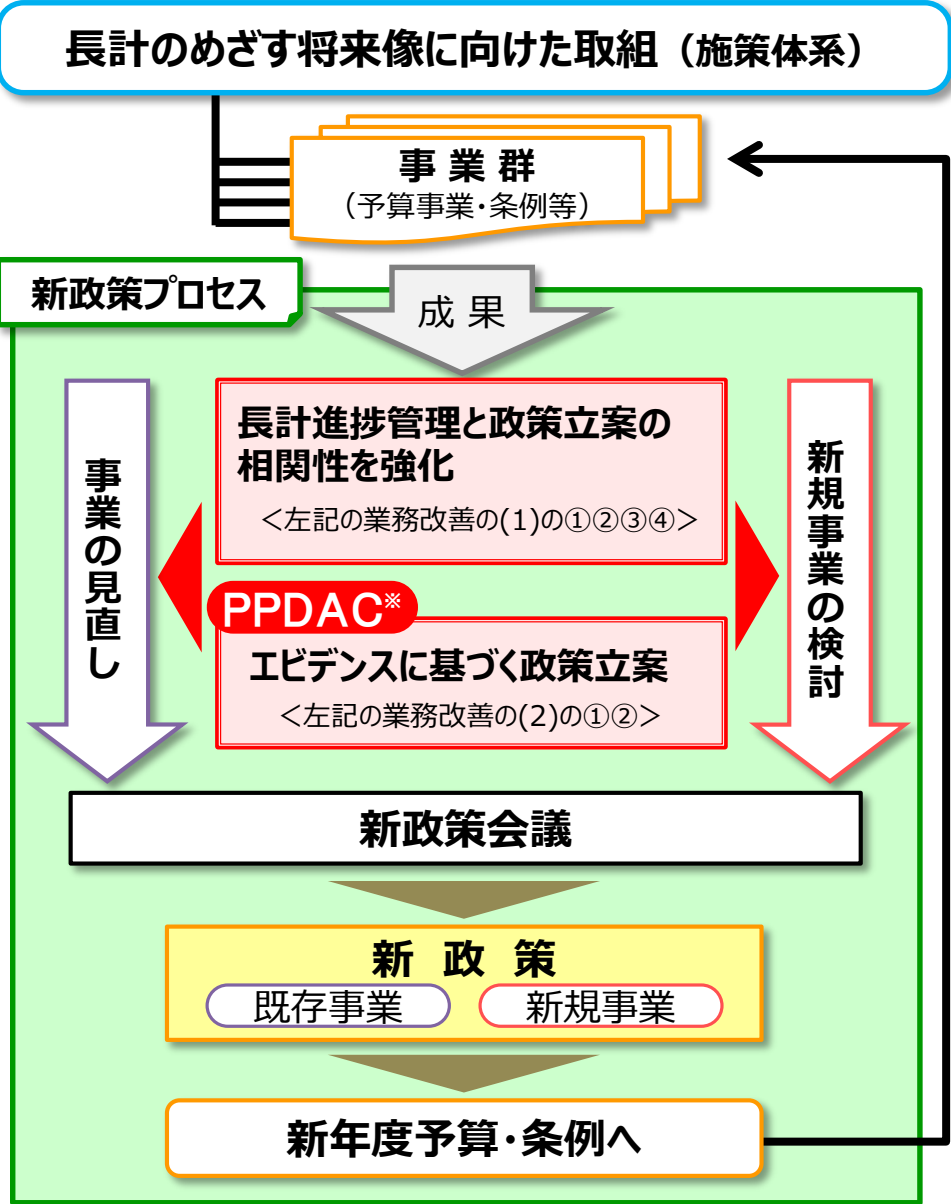 長計のめざす将来像に向けた取組（施策体系）
事業群
（予算事業・条例等）
新政策プロセス
成果
長計進捗管理と政策立案の
相関性を強化
＜左記の業務改善の(1)の①②③④＞
事業の見直し
新規事業の検討
PPDAC※
エビデンスに基づく政策立案
＜左記の業務改善の(2)の①②＞
新政策会議
新政策
既存事業
新規事業
新年度予算・条例へ